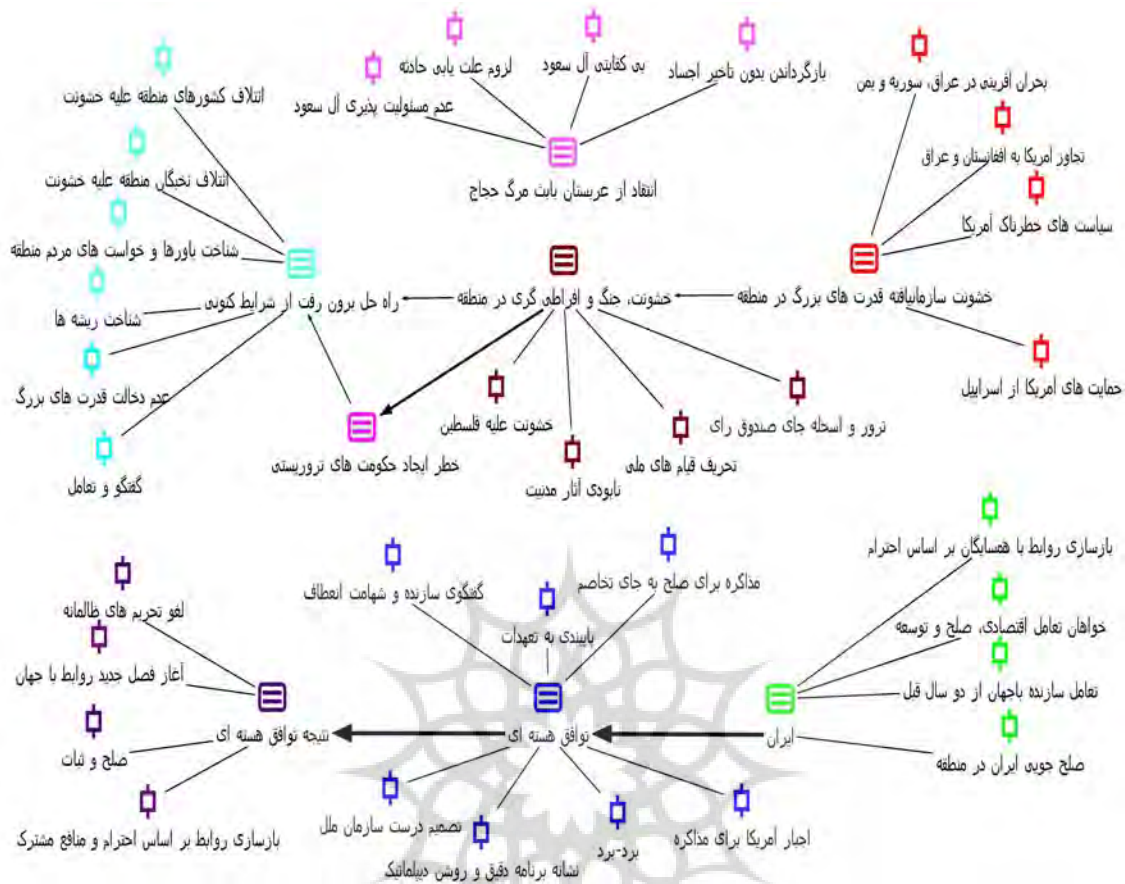 بازگرداندن بدون تاخیر اجساد
بی کفایتی آل سعود
لزوم علت یابی حادثه
عدم مسئولیت پذیری آل سعود
انتقاد از عربستان بابت مرگ حجاج
بحران آفرینی در عراق، سوریه و یمن
تجاوز آمریکا به افغانستان و عراق
سیاست های خطرناک آمریکا
خشونت سازمانیافته قدرت های بزرگ در منطقه
حمایت های آمریکا از اسراییل
خشونت، جنگ و افراطی گری در منطقه
ترور و اسحله جای صندوق رای
تحریف قیام های ملی
نابودی آثار مدنیت
خشونت علیه فلسطین
خطر ایجاد حکومت های تروریستی
ائتلاف کشورهای منطقه علیه خشونت
ائتلاف نخبگان منطقه علیه خشونت
شناخت باورها و خواست های مردم منطقه
راه حل برون رفت از شرایط کنونی
شناخت ریشه ها
عدم دخالت قدرت های بزرگ
گفتگو و تعامل
بازسازی روابط با همسایگان بر اساس احترام
خواهان تعامل اقتصادی، صلح و توسعه
تعامل سازنده باجهان از دو سال قبل
ایران
صلح جویی ایران در منطقه
مذاکره برای صلح به جای تخاصم
گفتگوی سازنده و شهامت انعطاف
پایبندی به تعهدات
توافق هسته ای
اجبار آمریکا برای مذاکره
برد-برد
نشانه برنامه دقیق و روش دیپلماتیک
تصمیم درست سازمان ملل
لغو تحریم های ظالمانه
آغاز فصل جدید روابط با جهان
نتیجه توافق هسته ای
صلح و ثبات
بازسازی روابط بر اساس احترام و منافع مشترک